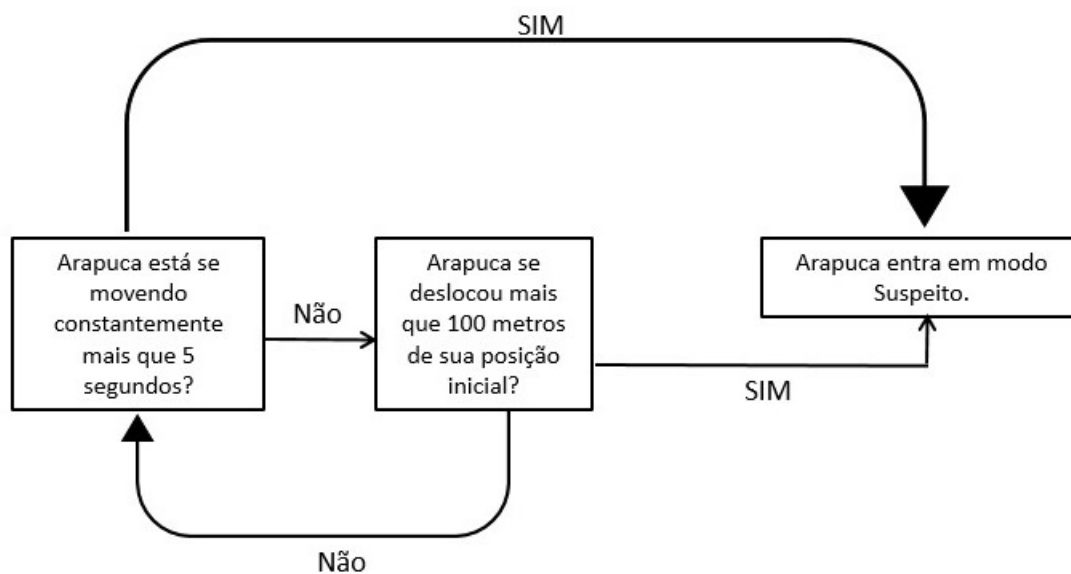 SIM
Arapuca está se
movendo
constantemente
mais que 5
segundos?
Não
Arapuca se
deslocou mais
que 100 metros
de sua posição
inicial?
Arapuca entra em modo
Suspeito.
SIM
Não